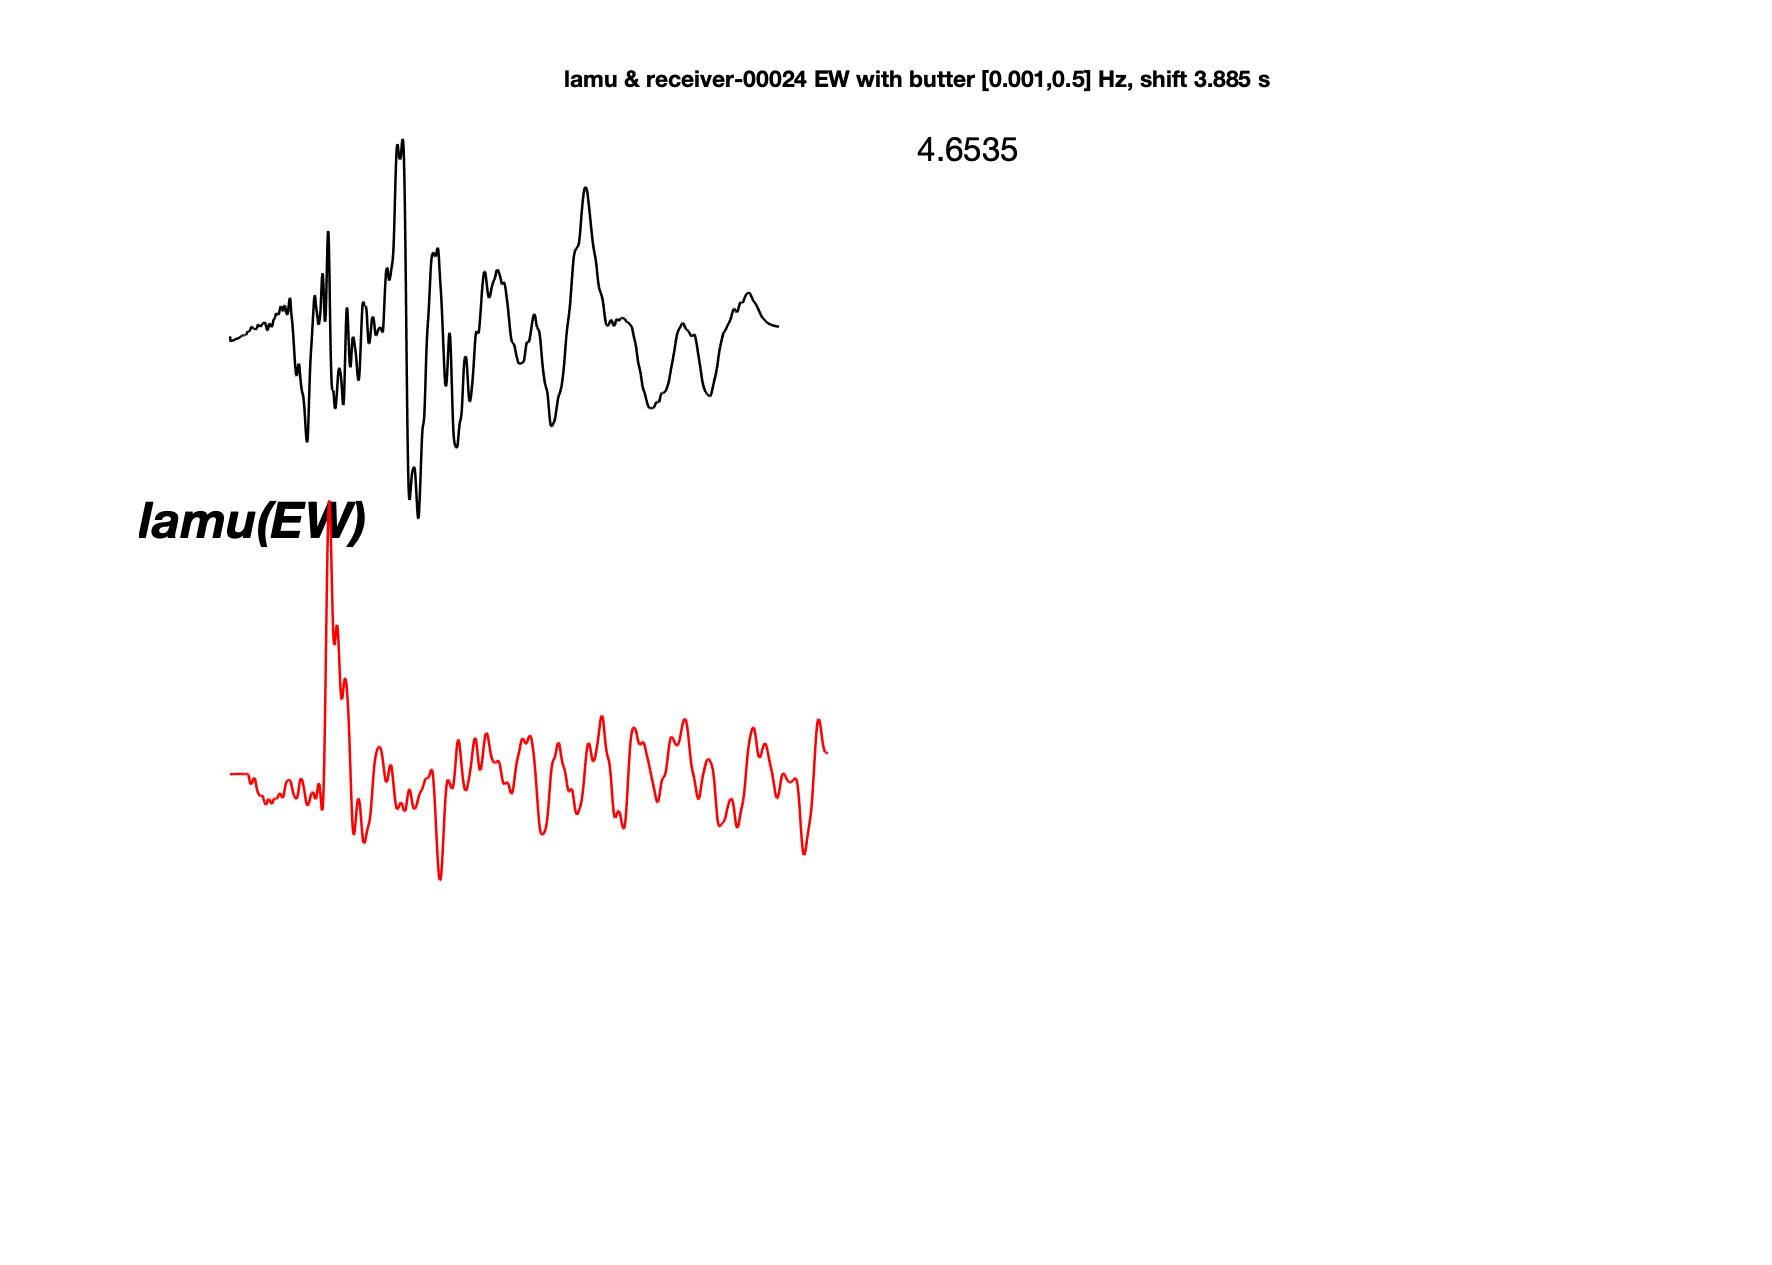 lamu & receiver-00024 EW with butter [0.001,0.5] Hz, shift 3.885 s
4.6535
lamu(EW)